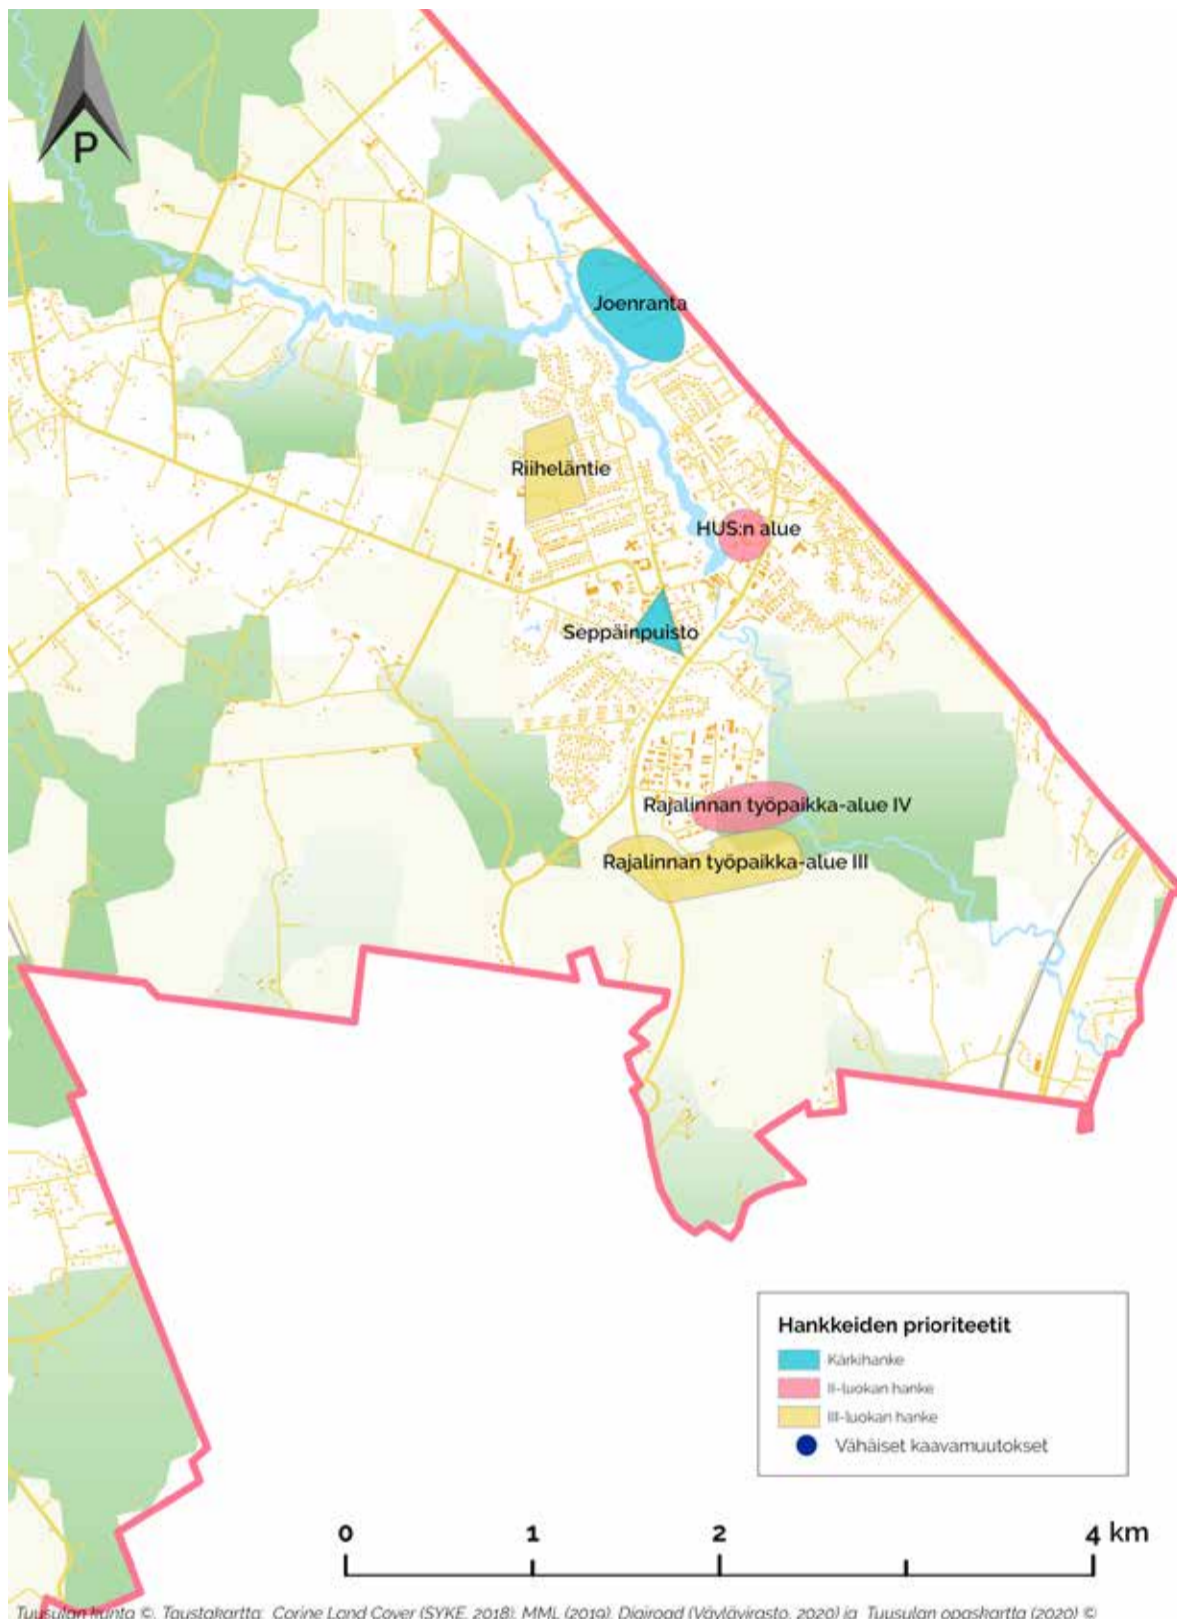 P
Joenranta
Riiheläntie
HUS:n alue
Seppäinpuisto
Rajalinnan työpaikka-alue IV
Rajalinnan työpaikka-alue III
Hankkeiden prioriteetit
Kärkihanke
II-luokan hanke
III-luokan hanke
Vähäiset kaavamuutokset
0 1 2 4 km
Tuusulan kunta ©, Taustakartta: Corine Land Cover (SYKE, 2018); MML (2019), Digiroad (Väylävirasto, 2020) ja Tuusulan opaskartta (2020) ©